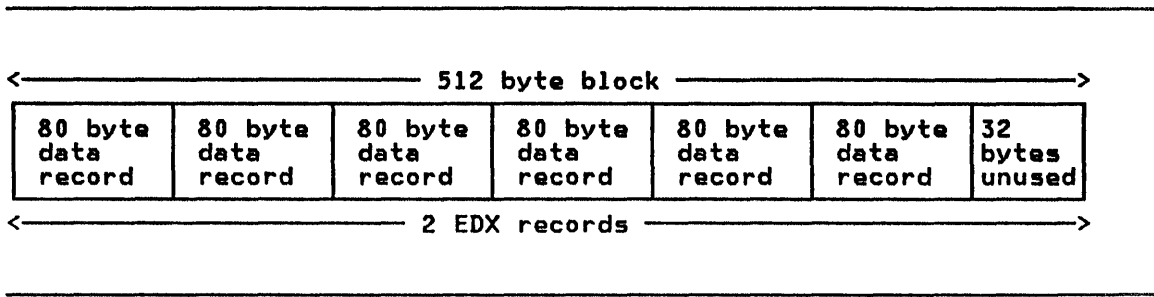 512 byte block
80 byte 80 byte 80 byte 80 byte 80 byte 80 byte 32
data data data data data data bytes
record record record record record record unused
2 EDX records